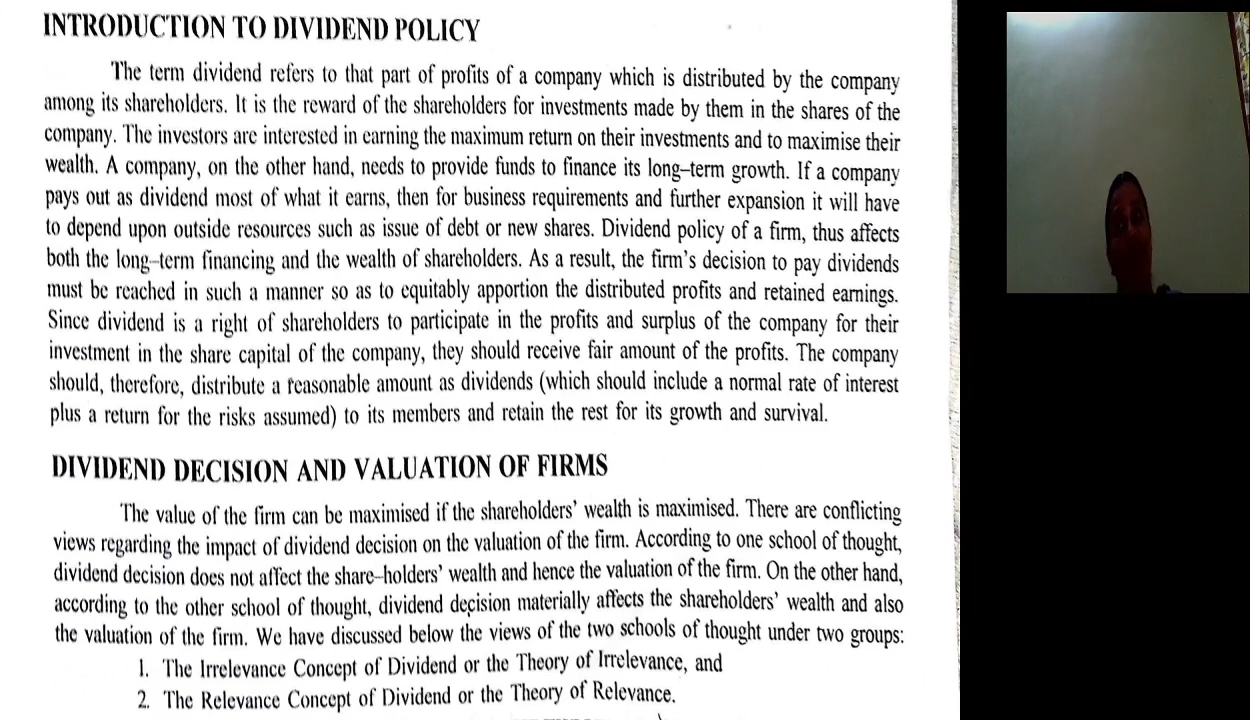 INTRODUCTION TO DIVIDEND POLICY
The term dividend refers to that part of profits of a company which is distributed by the company
among its shareholders. It is the reward of the shareholders for investments made by them in the shares of the
company. The investors are interested in earning the maximum return on their investments and to maximise their
wealth. A company, on the other hand, needs to provide funds to finance its long–term growth. If a company
pays out as dividend most of what it earns, then for business requirements and further expansion it will have
to depend upon outside resources such as issue of debt or new shares. Dividend policy of a firm, thus affects
both the long–term financing and the wealth of shareholders. As a result, the firm's decision to pay dividends
must be reached in such a manner so as to equitably apportion the distributed profits and retained earnings.
Since dividend is a right of shareholders to participate in the profits and surplus of the company for their
investment in the share capital of the company, they should receive fair amount of the profits. The company
should, therefore, distribute a reasonable amount as dividends (which should include a normal rate of interest
plus a return for the risks assumed) to its members and retain the rest for its growth and survival.
DIVIDEND DECISION AND VALUATION OF FIRMS
The value of the firm can be maximised if the shareholders' wealth is maximised. There are conflicting
views regarding the impact of dividend decision on the valuation of the firm. According to one school of thought,
dividend decision does not affect the share–holders' wealth and hence the valuation of the firm. On the other hand,
according to the other school of thought, dividend decision materially affects the shareholders' wealth and also
the valuation of the firm. We have discussed below the views of the two schools of thought under two groups:
1. The Irrelevance Concept of Dividend or the Theory of Irrelevance, and
2. The Relevance Concept of Dividend or the Theory of Relevance.